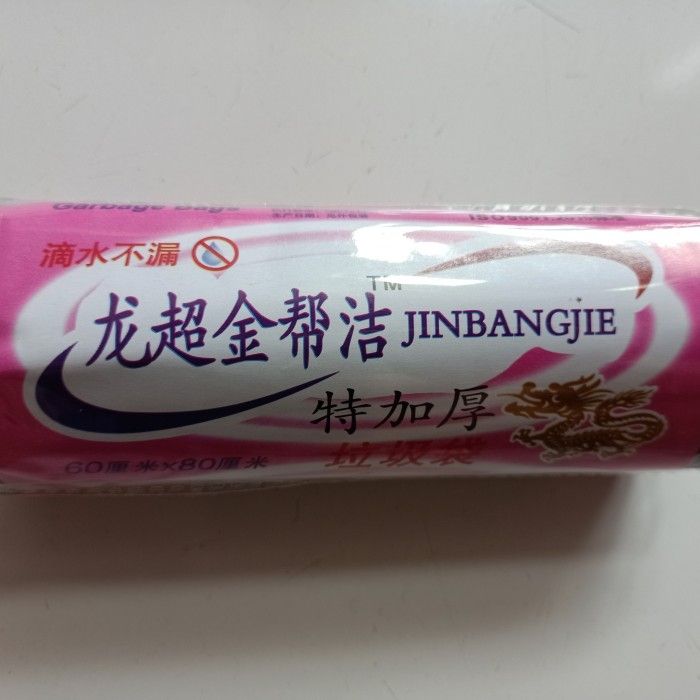 Garbage Bags
滴水不漏
龙超金帮洁 TM JINBANGJIE
特加厚
60厘米×80厘米 垃圾袋